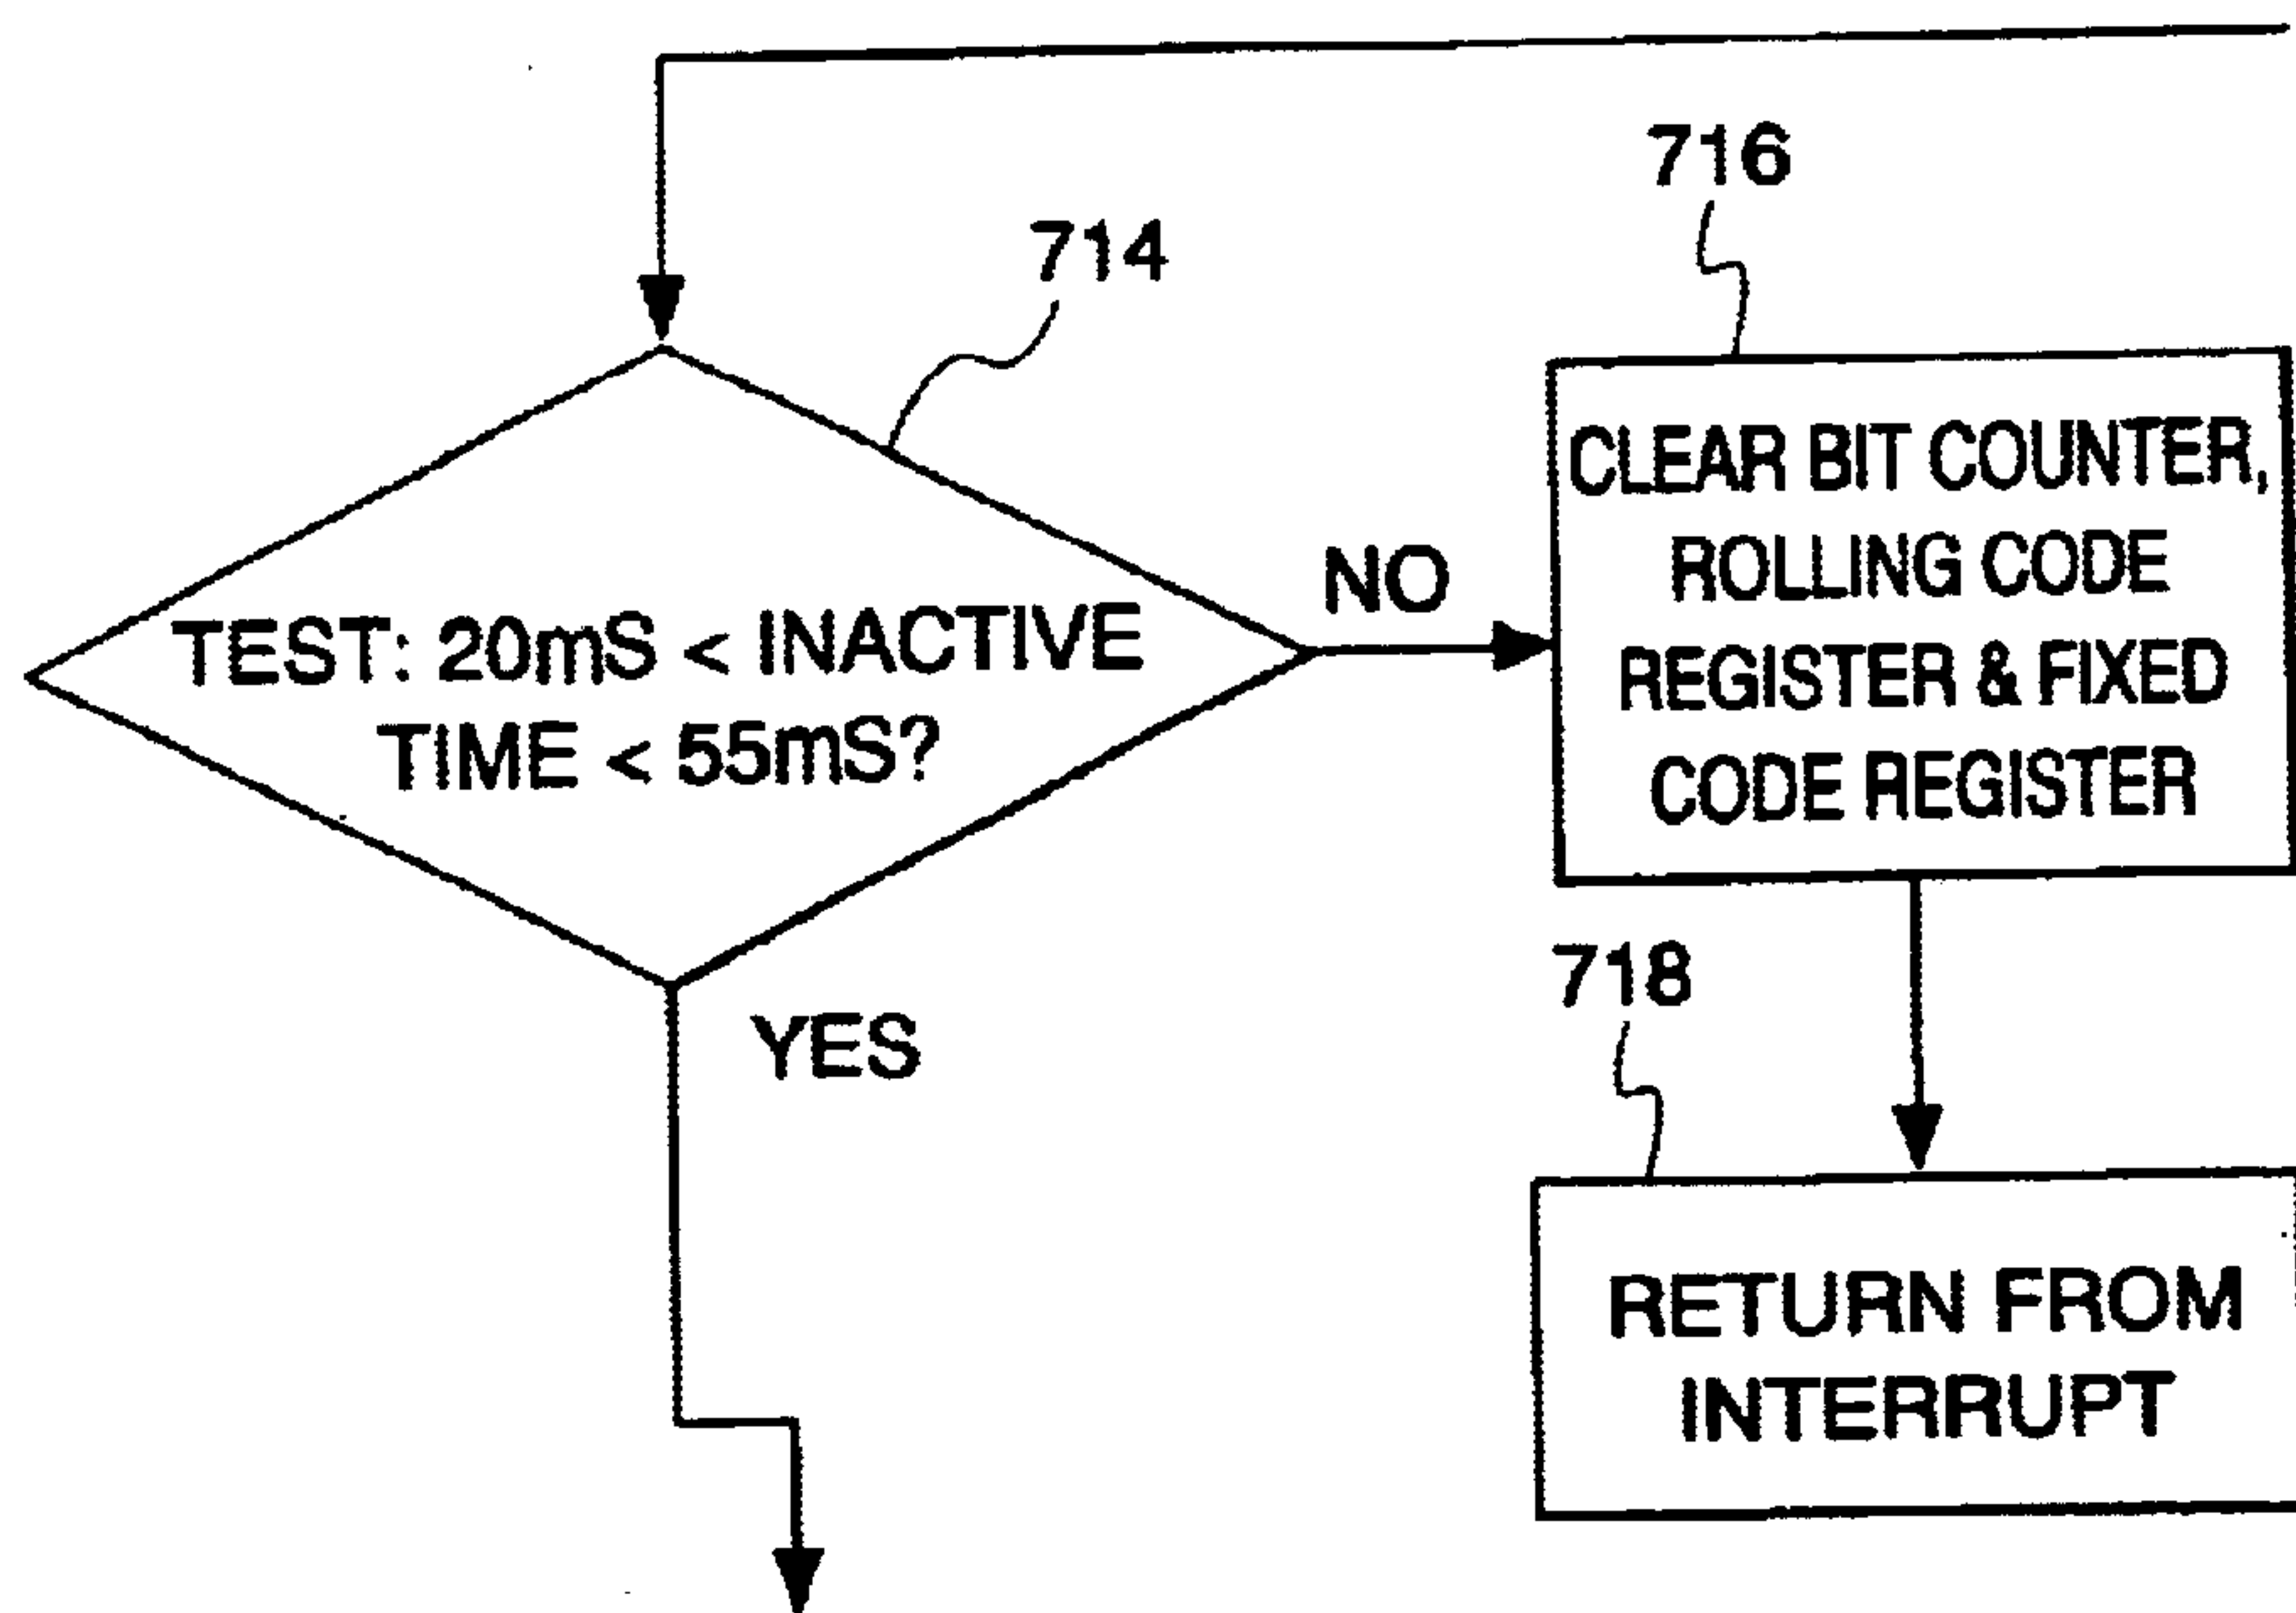 716
714
CLEAR BIT COUNTER,
ROLLING CODE
REGISTER & FIXED
CODE REGISTER
NO
TEST: 20mS < INACTIVE
TIME < 55mS?
718
YES
RETURN FROM
INTERRUPT